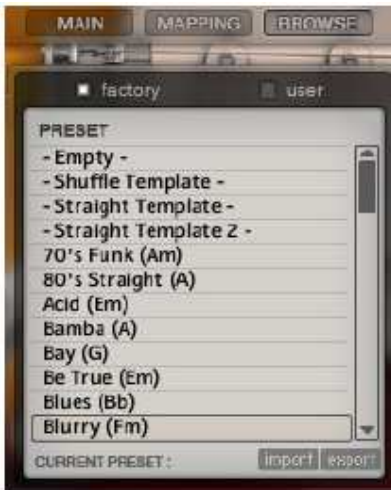 MAIN MAPPING BROWSE
factory user
PRESET
- Empty -
- Shuffle Template -
- Straight Template -
- Straight Template 2 -
70's Funk (Am)
80's Straight (A)
Acid (Em)
Bamba (A)
Bay (G)
Be True (Em)
Blues (Bb)
Blurry (Fm)
CURRENT PRESET : import export